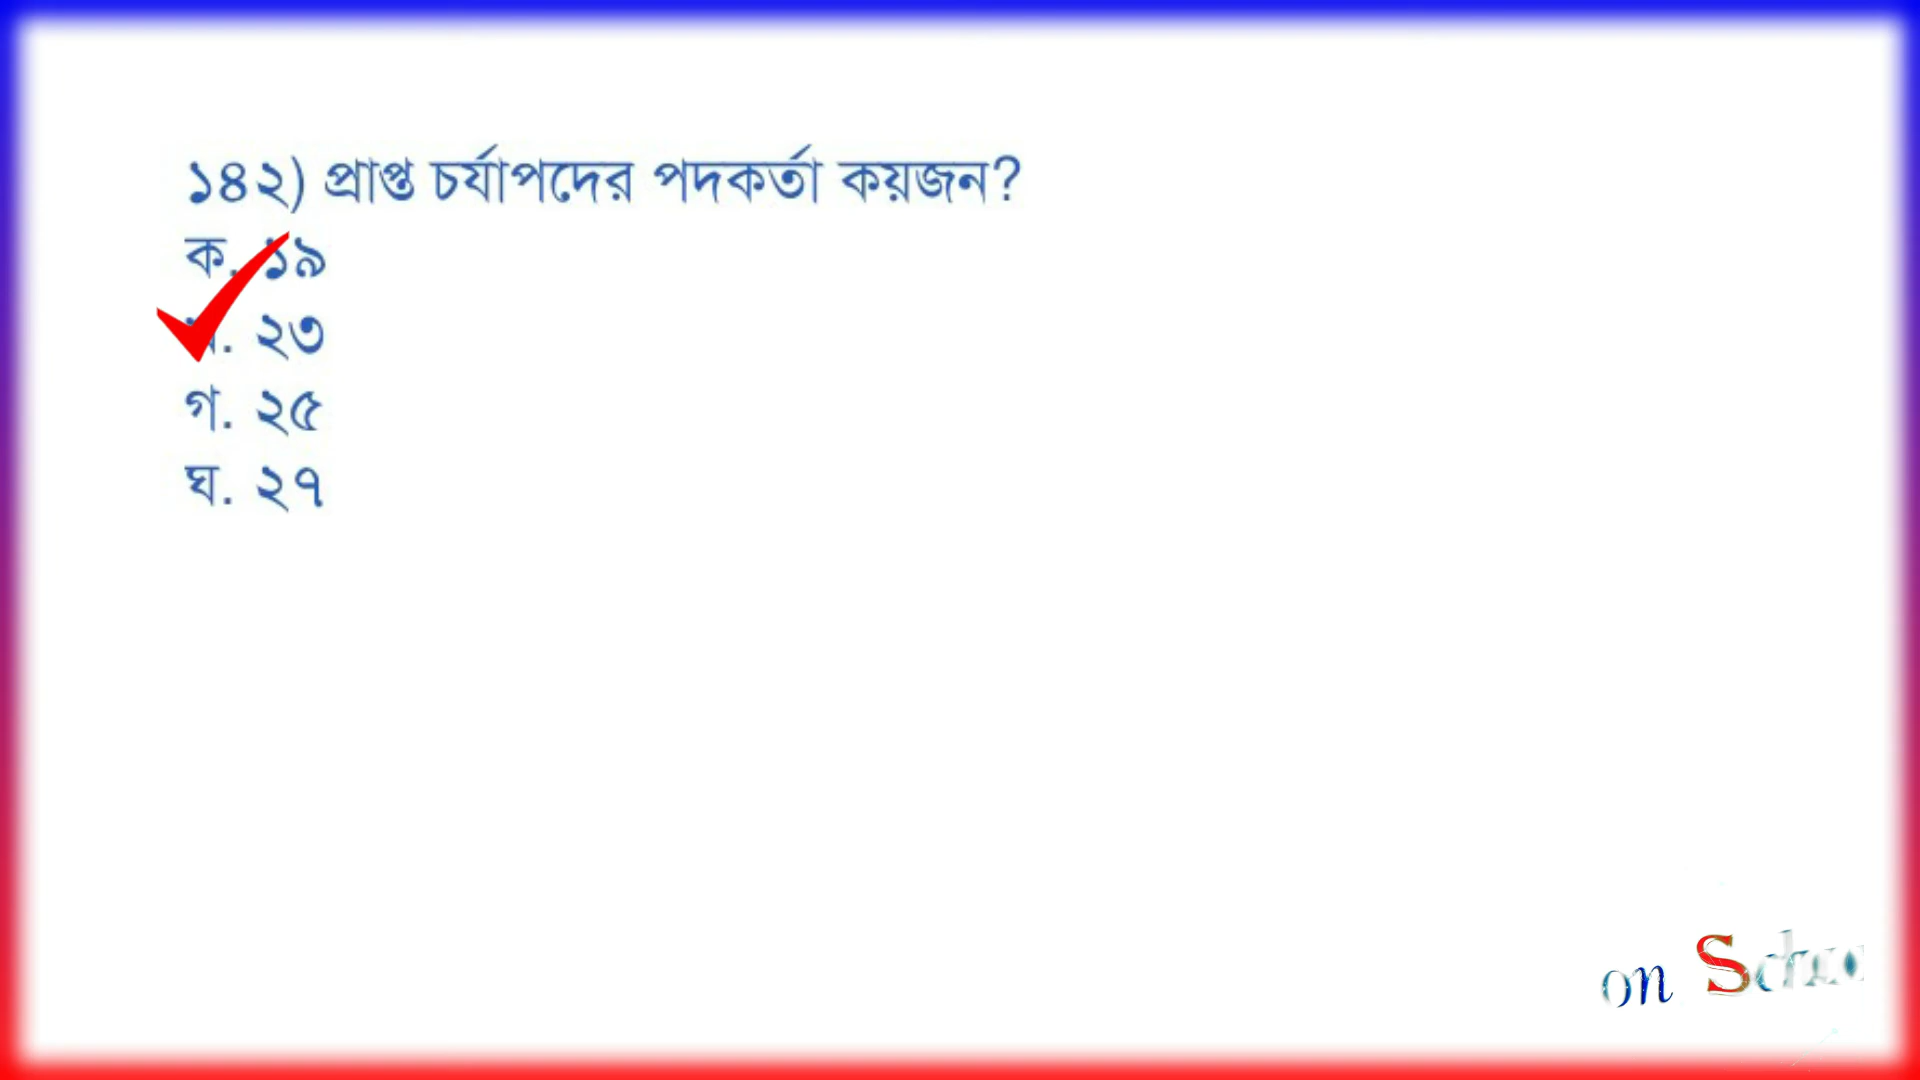 ১৪২) প্রাপ্ত চর্যাপদের পদকর্তা কয়জন?
ক. ১৯
২৩
গ. ২৫
ঘ. ২৭
on